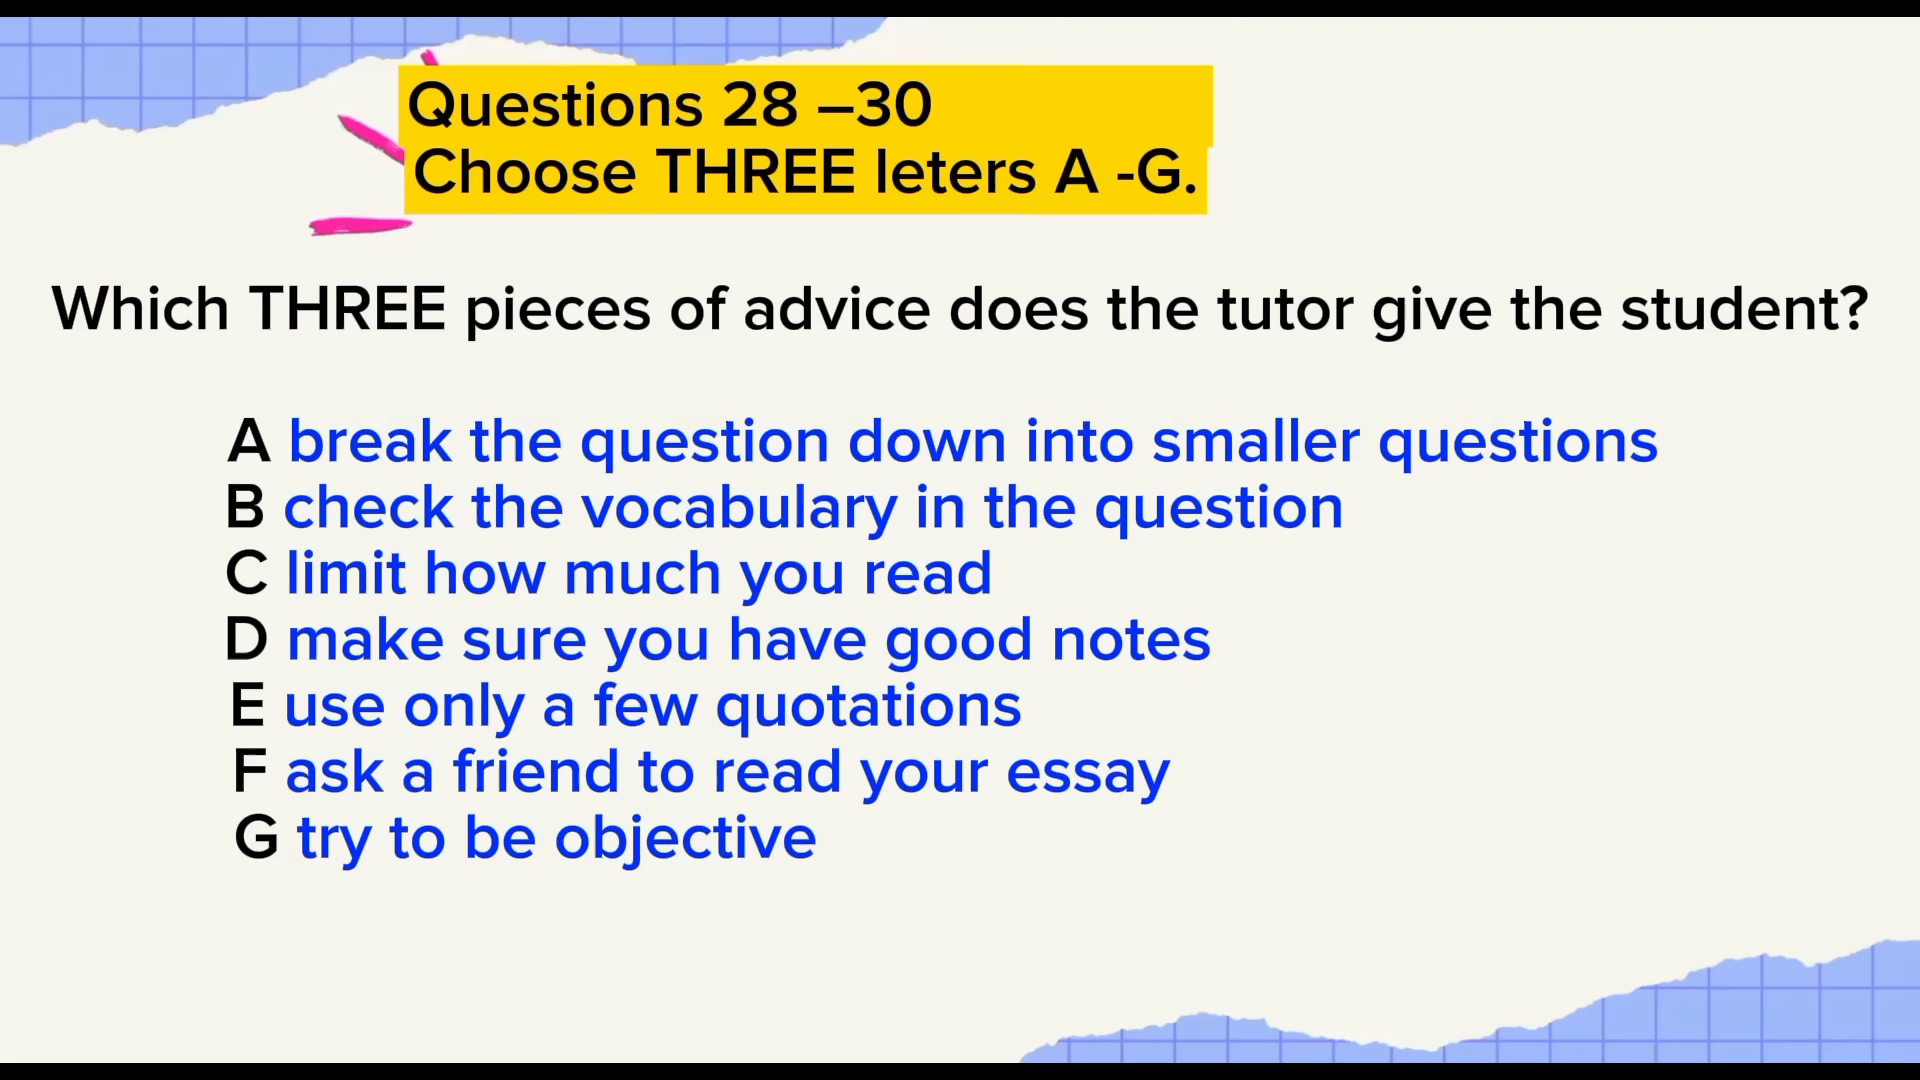 Questions 28 –30
Choose THREE leters A -G.
Which THREE pieces of advice does the tutor give the student?
A break the question down into smaller questions
B check the vocabulary in the question
C limit how much you read
D make sure you have good notes
E use only a few quotations
F ask a friend to read your essay
G try to be objective